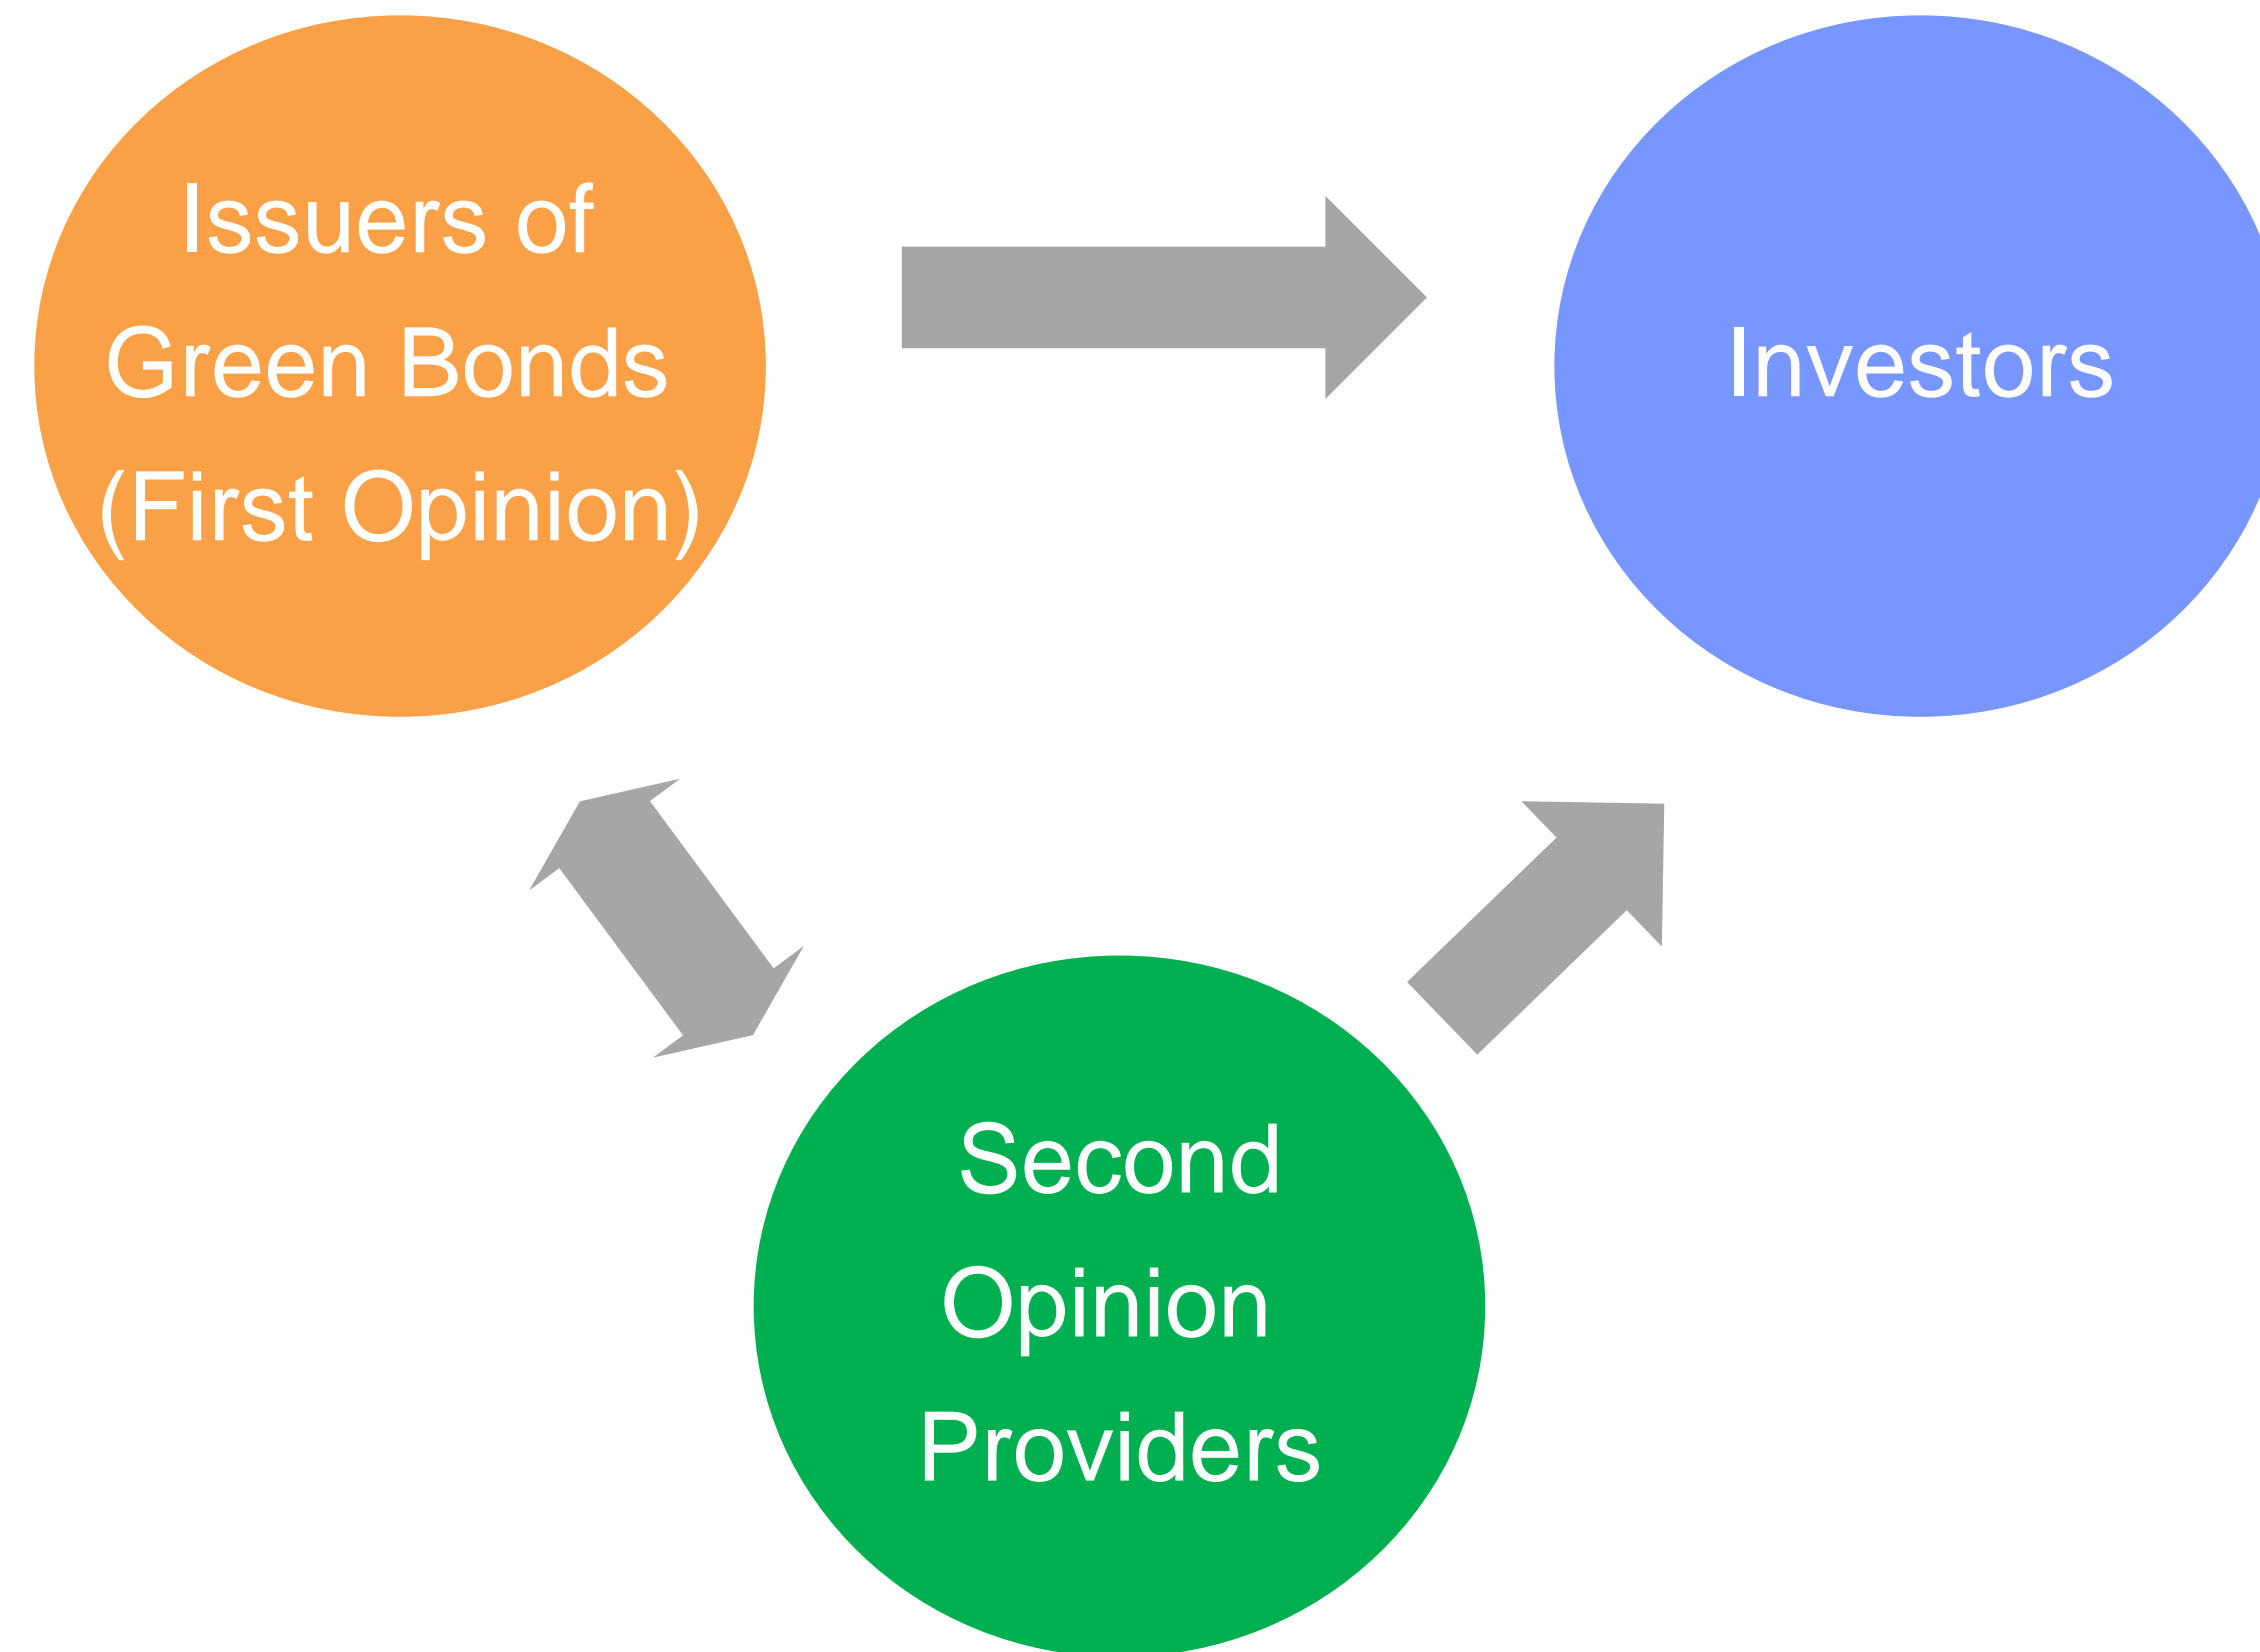 Issuers of
Green Bonds
(First Opinion)
Investors
Second
Opinion
Providers